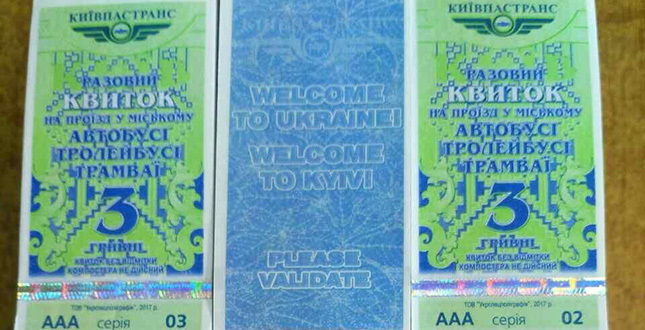 КИЇВПАСТРАНС
РАЗОВИЙ
КВИТОК
НА ПРОЇЗД У МІСЬКОМУ
АВТОБУСІ
ТРОЛЕЙБУСІ
ТРАМВАЇ
3
ГРИВНІ
КВИТОК БЕЗ ВІДМІТКИ
КОМПОСТЕРА НЕ ДІЙСНИЙ
ТОВ "Укрспецполіграфія", 2017 р.
ААА серія 03
WELCOME
TO UKRAINE!
WELCOME
TO KYIV!
PLEASE
VALIDATE
КИЇВПАСТРАНС
РАЗОВИЙ
КВИТОК
НА ПРОЇЗД У МІСЬКОМУ
АВТОБУСІ
ТРОЛЕЙБУСІ
ТРАМВАЇ
3
ГРИВНІ
КВИТОК БЕЗ ВІДМІТКИ
КОМПОСТЕРА НЕ ДІЙСНИЙ
ТОВ "Укрспецполіграфія", 2017 р.
ААА серія 02